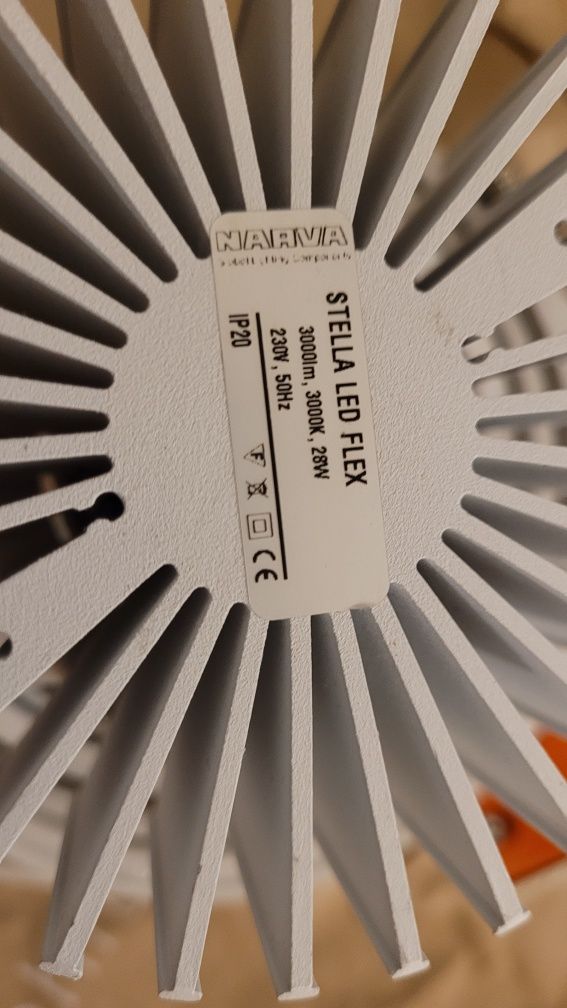 NARVA
STELLA LED FLEX
3000lm, 3000K, 28W
230V, 50Hz
IP20
F CE